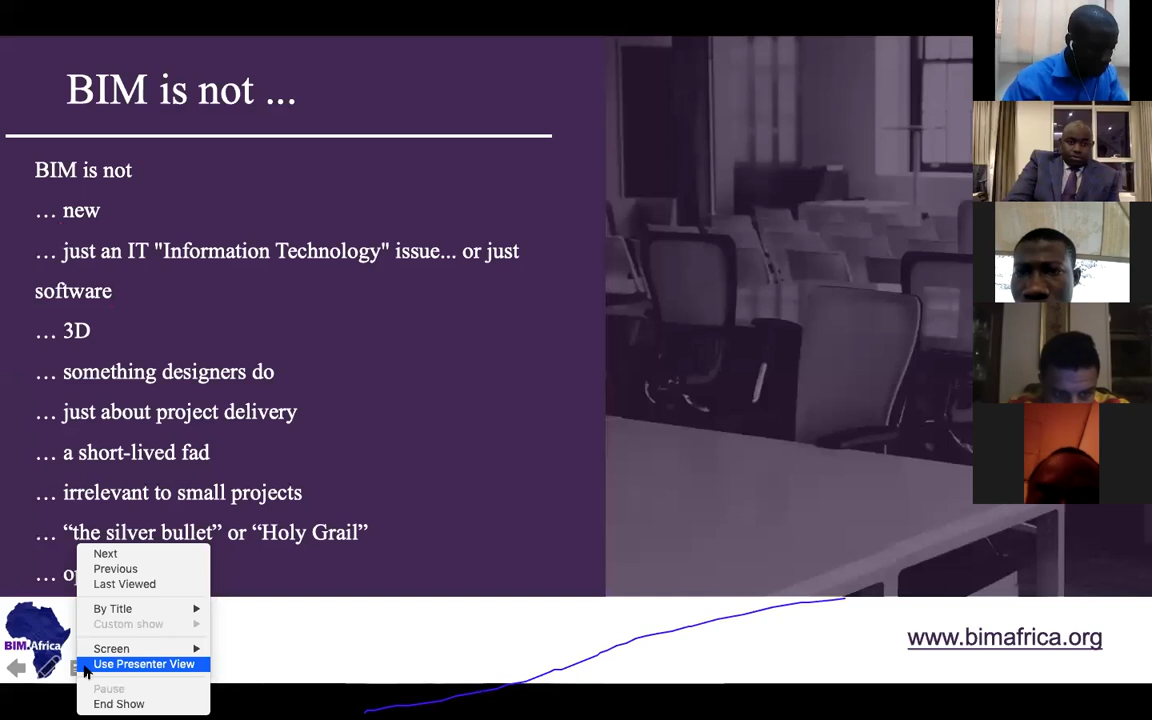 BIM is not ...
BIM is not
… new
… just an IT "Information Technology" issue... or just
software
… 3D
… something designers do
… just about project delivery
… a short-lived fad
… irrelevant to small projects
… “the silver bullet” or “Holy Grail”
…
Next
Previous
Last Viewed
By Title
Custom show
Screen
Use Presenter View
Pause
End Show
BIM.Africa
www.bimafrica.org